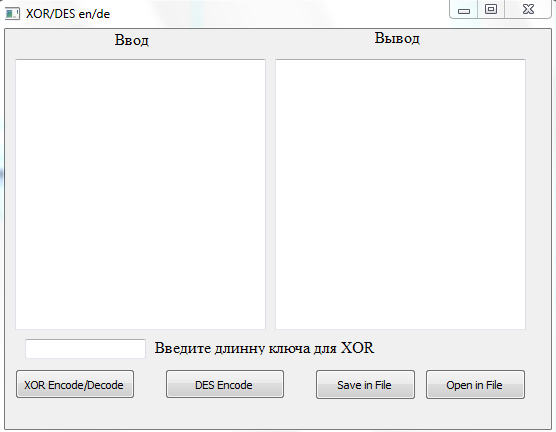 XOR/DES en/de
Ввод
Вывод
Введите длинну ключа для XOR
XOR Encode/Decode
DES Encode
Save in File
Open in File